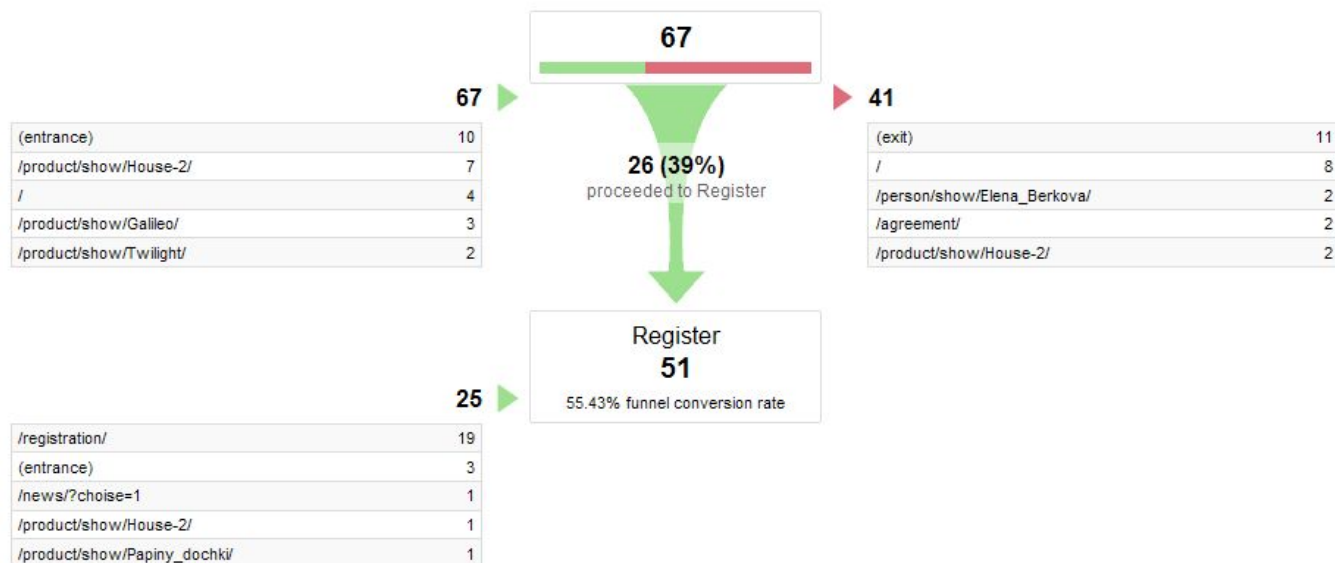 67
67
(entrance) 10
/product/show/House-2/ 7
/ 4
/product/show/Galileo/ 3
/product/show/Twilight/ 2
26 (39%)
proceeded to Register
41
(exit) 11
/ 8
/person/show/Elena_Berkova/ 2
/agreement/ 2
/product/show/House-2/ 2
Register
51
55.43% funnel conversion rate
25
/registration/ 19
(entrance) 3
/news/?choise=1 1
/product/show/House-2/ 1
/product/show/Papiny_dochki/ 1